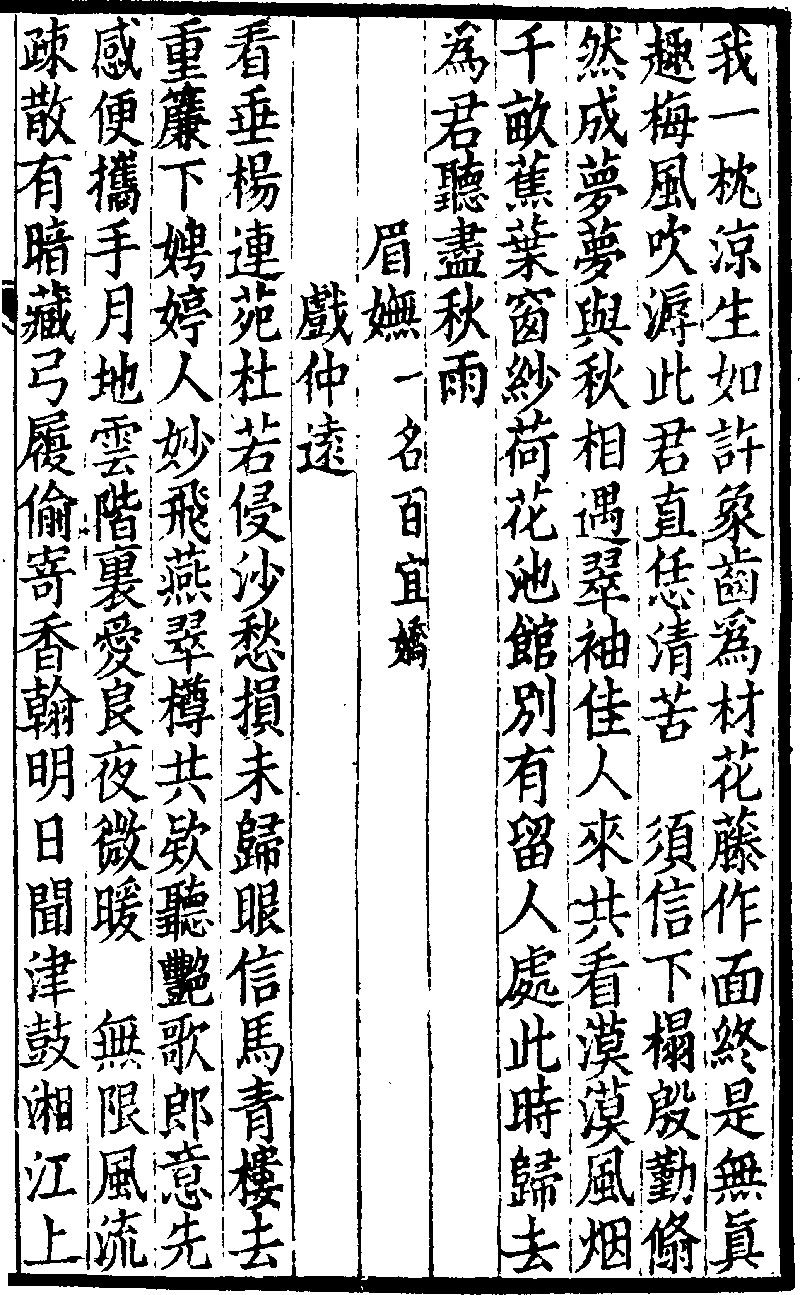 我一枕涼生如許象齒為材花藤作面終是無眞
趣梅風吹溽此君直恁清苦　須信下榻殷勤翛
然成夢夢與秋相遇翠袖佳人來共看漠漠風烟
千畝蕉葉窗紗荷花池館別有留人處此時歸去
為君聽盡秋雨
眉嫵一名百宜嬌
戲仲遠
看垂楊連苑杜若侵沙愁損未歸眼信馬青樓去
重簾下娉婷人妙飛燕翠樽共欵聽艷歌郎意先
感便攜手月地雲階裏愛良夜微暖　無限風流
疎散有暗藏弓履偷寄香翰明日聞津鼓湘江上